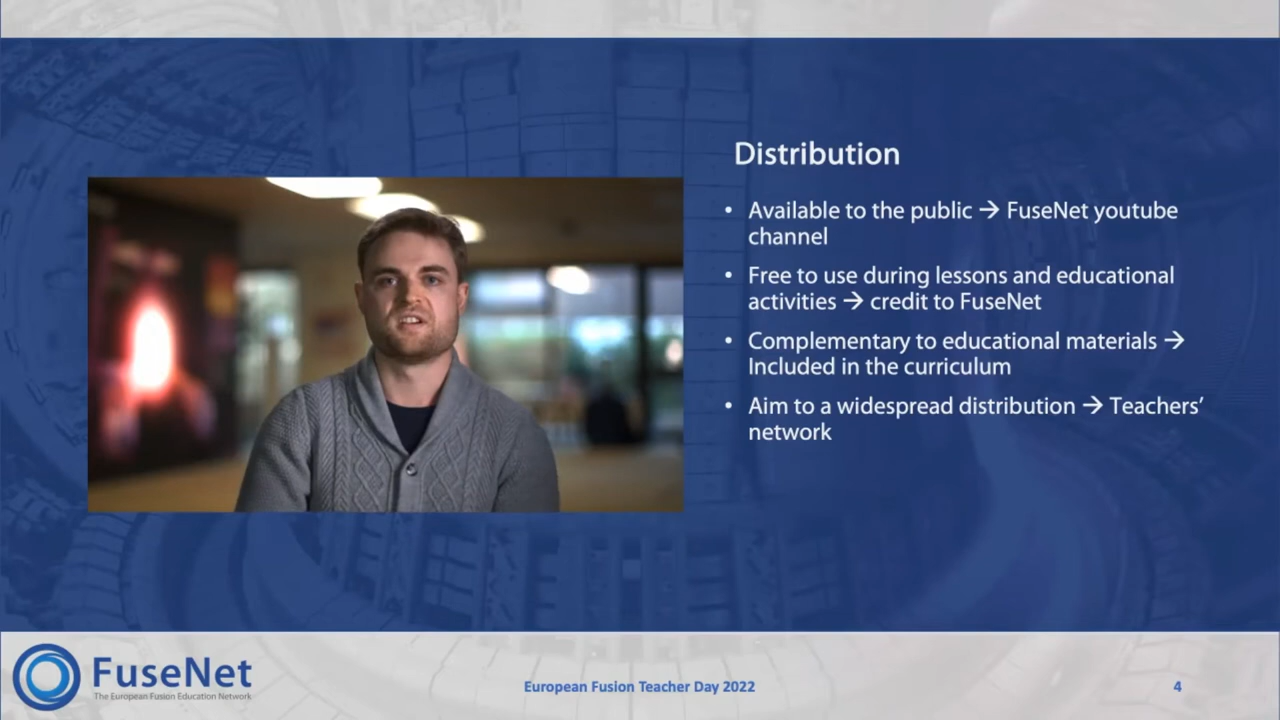 Distribution
• Available to the public → FuseNet youtube
channel
• Free to use during lessons and educational
activities → credit to FuseNet
• Complementary to educational materials →
Included in the curriculum
• Aim to a widespread distribution → Teachers’
network
FuseNet
The European Fusion Education Network
European Fusion Teacher Day 2022
4